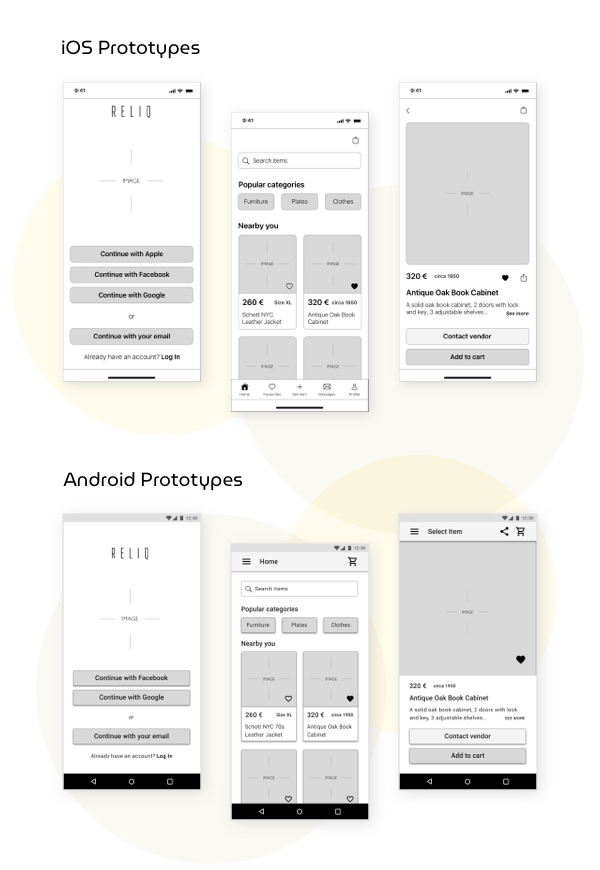 iOS Prototypes
9:41
RELIQ
IMAGE
Continue with Apple
Continue with Facebook
Continue with Google
or
Continue with your email
Already have an account? Log In
9:41
Search items
Popular categories
Furniture Plates Clothes
Nearby you
IMAGE IMAGE
260 € Size XL 320 € circa 1950
Schott NYC Antique Oak Book
Leather Jacket Cabinet
IMAGE IMAGE
Home Favourites Sell item Messages Profile
9:41
IMAGE
320 € circa 1950
Antique Oak Book Cabinet
A solid oak book cabinet, 2 doors with lock
and key, 3 adjustable shelves... See more
Contact vendor
Add to cart
Android Prototypes
12:30
RELIQ
IMAGE
Continue with Facebook
Continue with Google
or
Continue with your email
Already have an account? Log In
12:30
Home
Search items
Popular categories
Furniture Plates Clothes
Nearby you
IMAGE IMAGE
260 € Size XL 320 € circa 1950
Schott NYC 70s Antique Oak Book
Leather Jacket Cabinet
IMAGE IMAGE
12:30
Select Item
IMAGE
320 € circa 1950
Antique Oak Book Cabinet
A solid oak book cabinet, 2 doors with lock
and key, 3 adjustable shelves... SEE MORE
Contact vendor
Add to cart